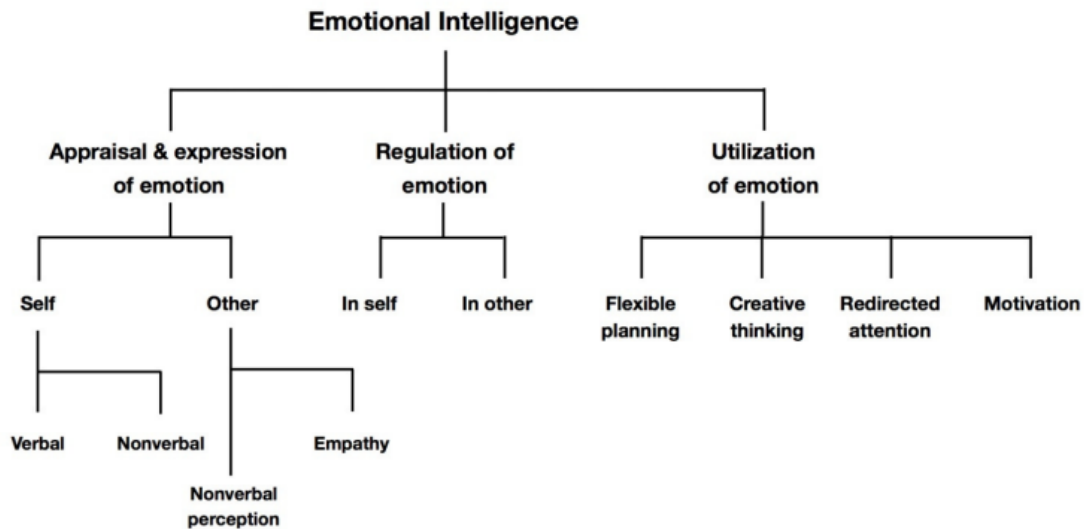 Emotional Intelligence
Appraisal & expression
of emotion
Regulation of
emotion
Utilization
of emotion
Self
Other
In self
In other
Flexible
planning
Creative
thinking
Redirected
attention
Motivation
Verbal
Nonverbal
Empathy
Nonverbal
perception